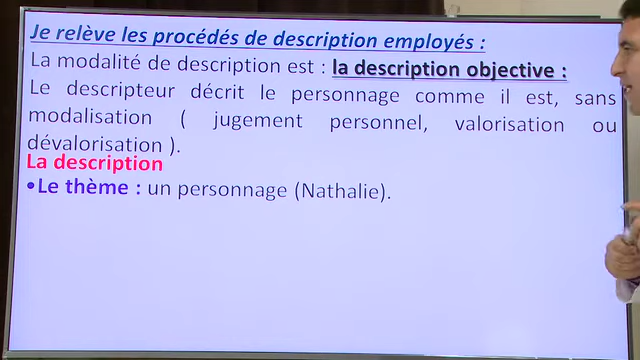 Je relève les procédés de description employés :
La modalité de description est : la description objective :
Le descripteur décrit le personnage comme il est, sans
modalisation ( jugement personnel, valorisation ou
dévalorisation ).
La description
•Le thème : un personnage (Nathalie).